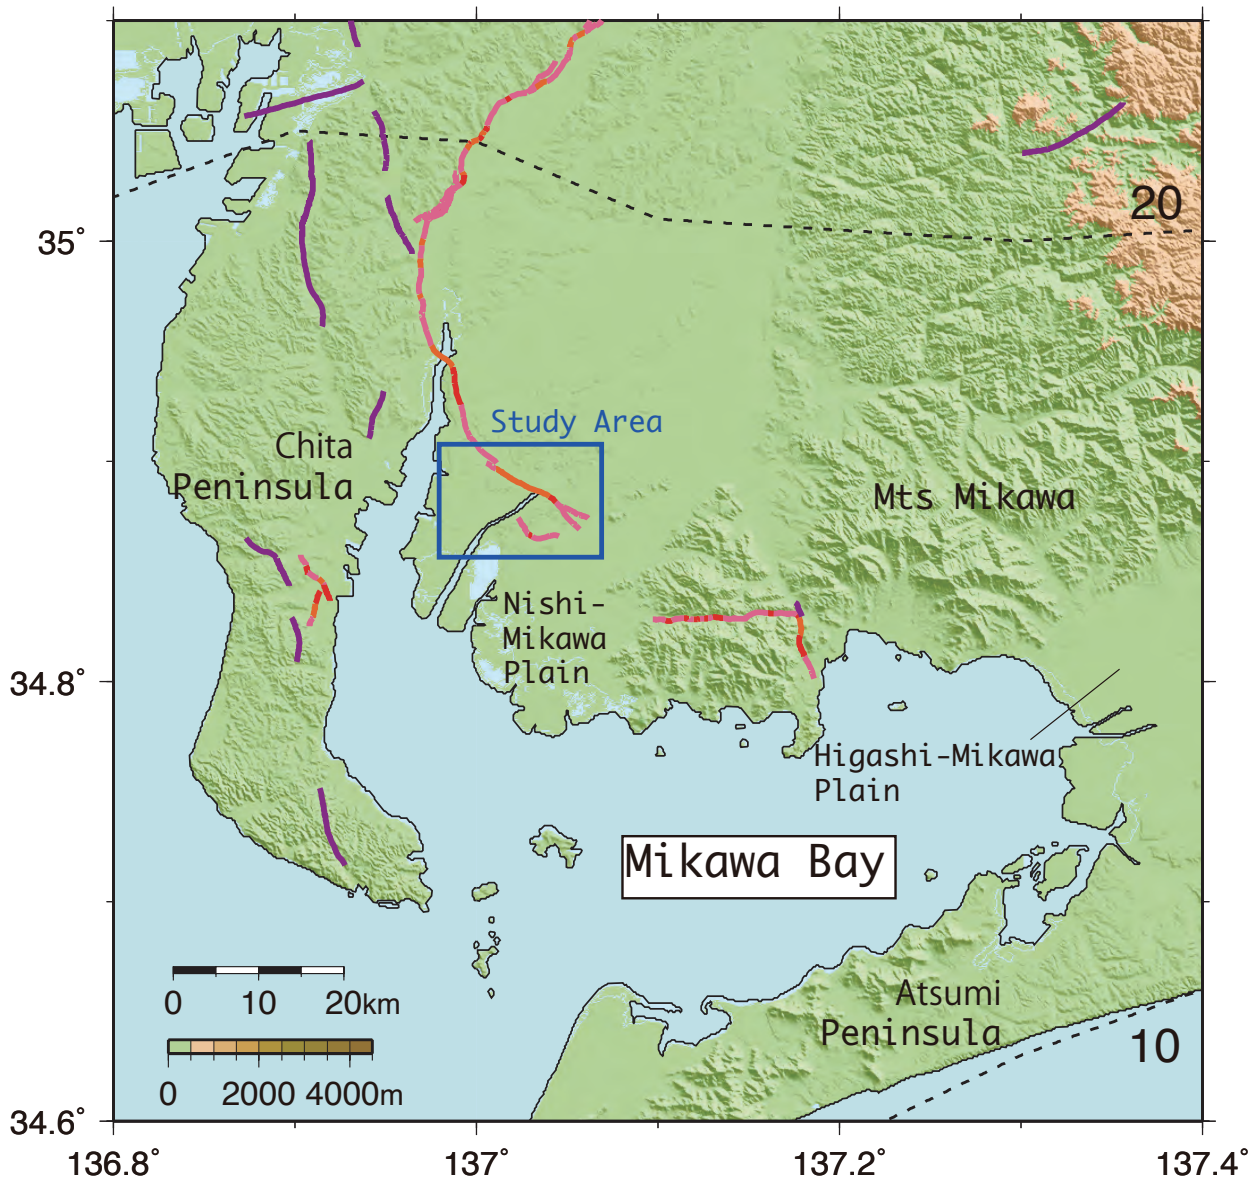 20
35°
Study Area
Chita
Peninsula
Mts Mikawa
Nishi-
Mikawa
Plain
34.8°
Higashi-Mikawa
Plain
Mikawa Bay
0 10 20km
Atsumi
Peninsula
10
0 2000 4000m
34.6°
136.8° 137° 137.2° 137.4°